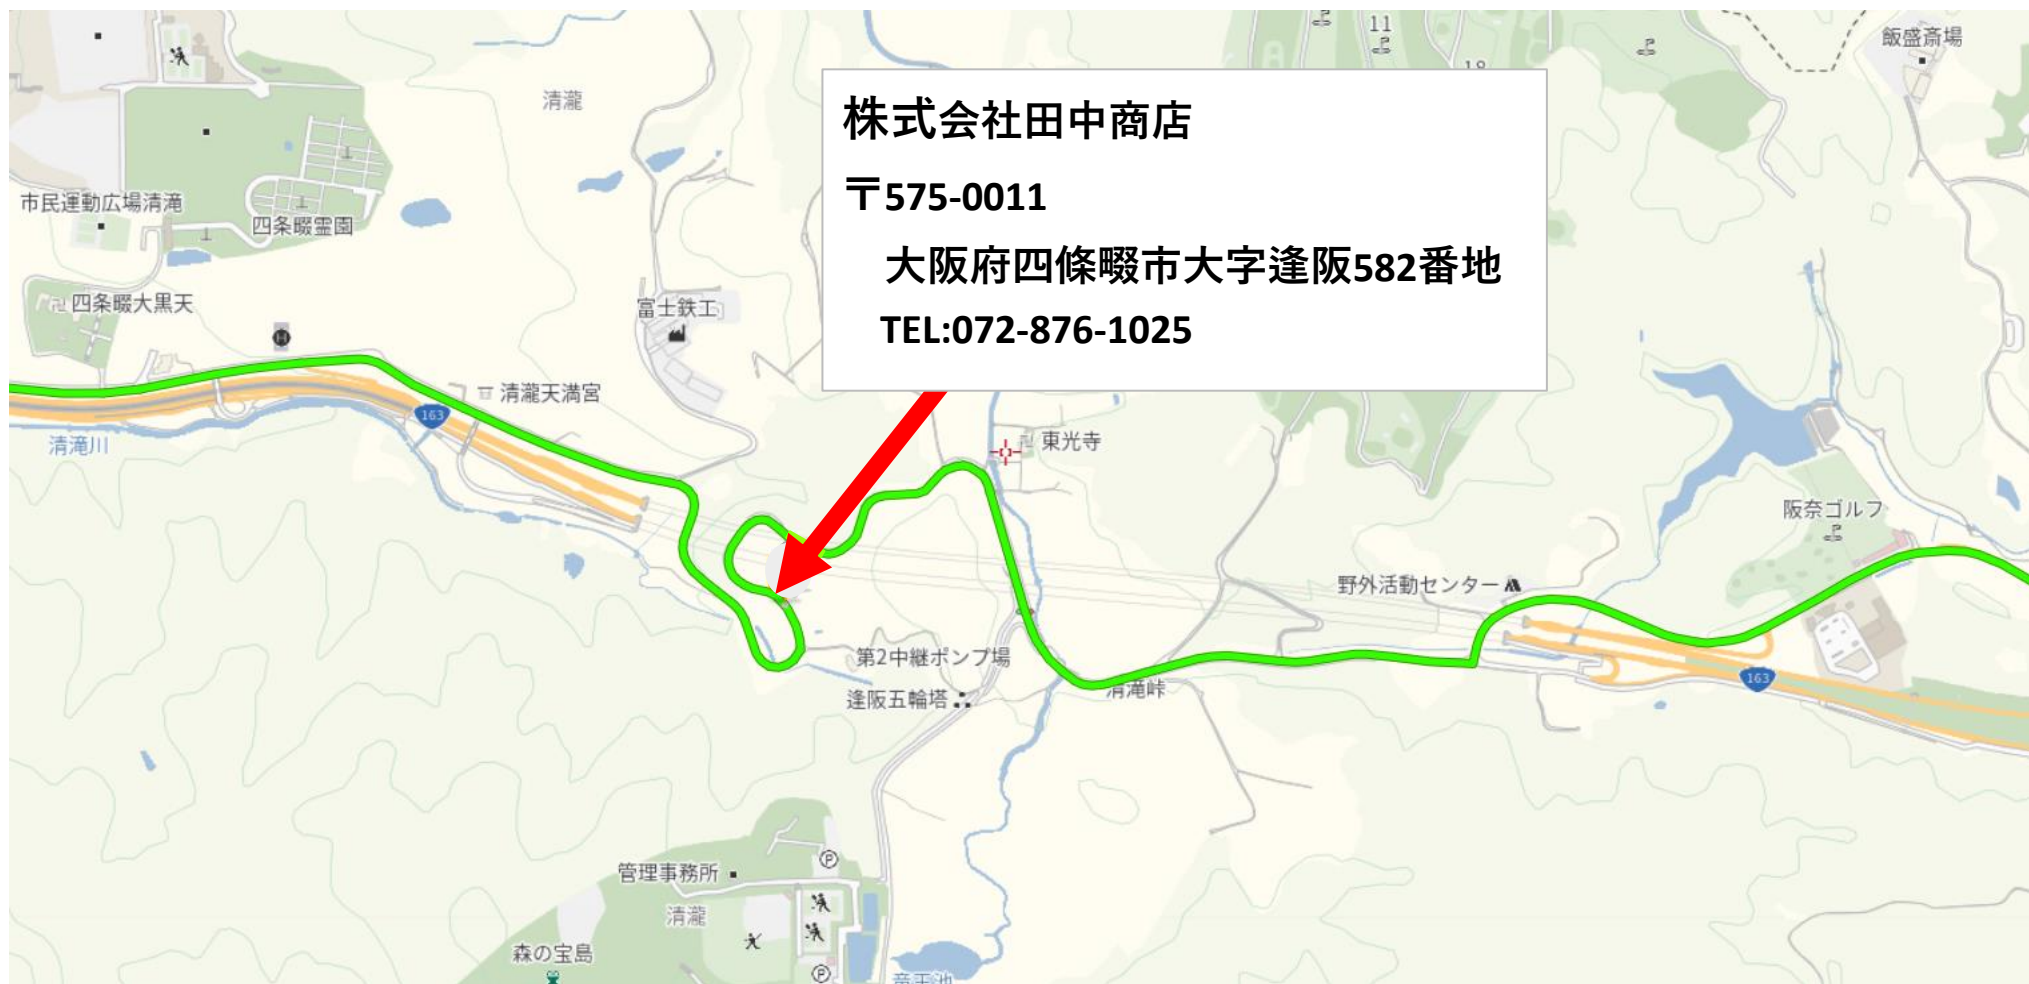 飯盛斎場
11
清瀧
株式会社田中商店
〒575-0011
大阪府四條畷市大字逢阪582番地
TEL:072-876-1025
市民運動広場清滝
四条畷霊園
四条畷大黒天
富士鉄工
H
清瀧天満宮
163
清滝川
東光寺
阪奈ゴルフ
野外活動センター
第2中継ポンプ場
逢阪五輪塔
清滝峠
163
管理事務所
P
清瀧
森の宝島
P
竜王池